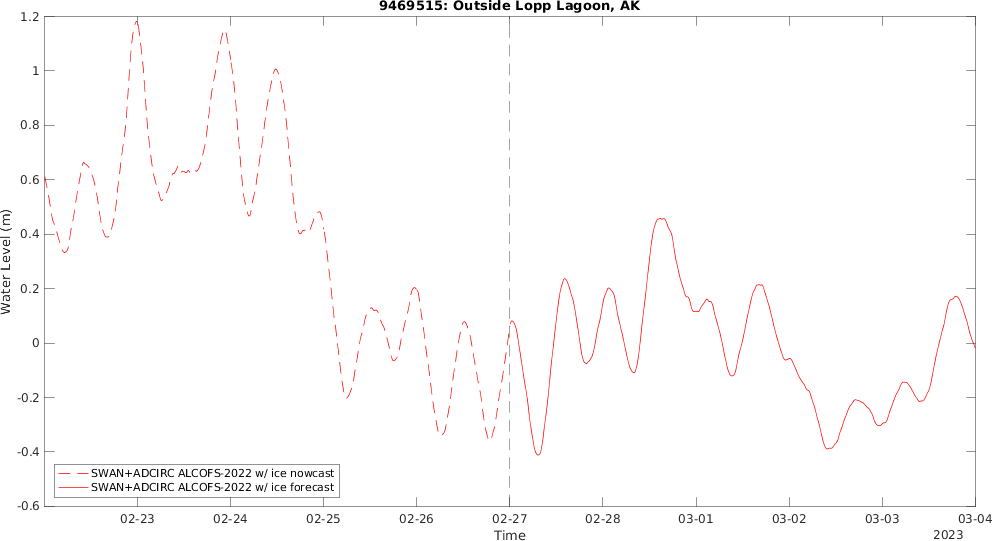 9469515: Outside Lopp Lagoon, AK
1.2
1
0.8
0.6
0.4
0.2
0
-0.2
-0.4
-0.6
Water Level (m)
SWAN+ADCIRC ALCOFS-2022 w/ ice nowcast
SWAN+ADCIRC ALCOFS-2022 w/ ice forecast
02-23 02-24 02-25 02-26 02-27 02-28 03-01 03-02 03-03 03-04
Time
2023